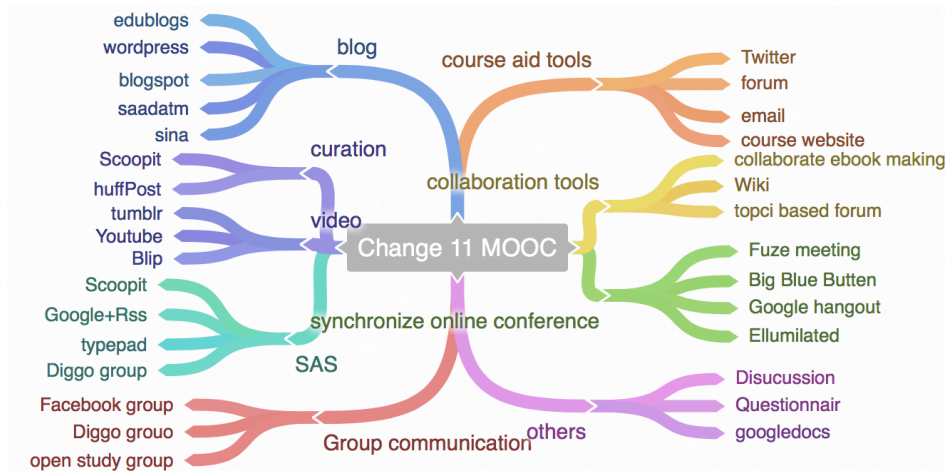 Change 11 MOOC
blog
edublogs
wordpress
blogspot
saadatm
sina
curation
Scoopit
huffPost
video
tumblr
Youtube
Blip
SAS
Scoopit
Google+Rss
typepad
Diggo group
Group communication
Facebook group
Diggo grouo
open study group
course aid tools
Twitter
forum
email
course website
collaboration tools
collaborate ebook making
Wiki
topci based forum
synchronize online conference
Fuze meeting
Big Blue Butten
Google hangout
Ellumilated
others
Disucussion
Questionnair
googledocs